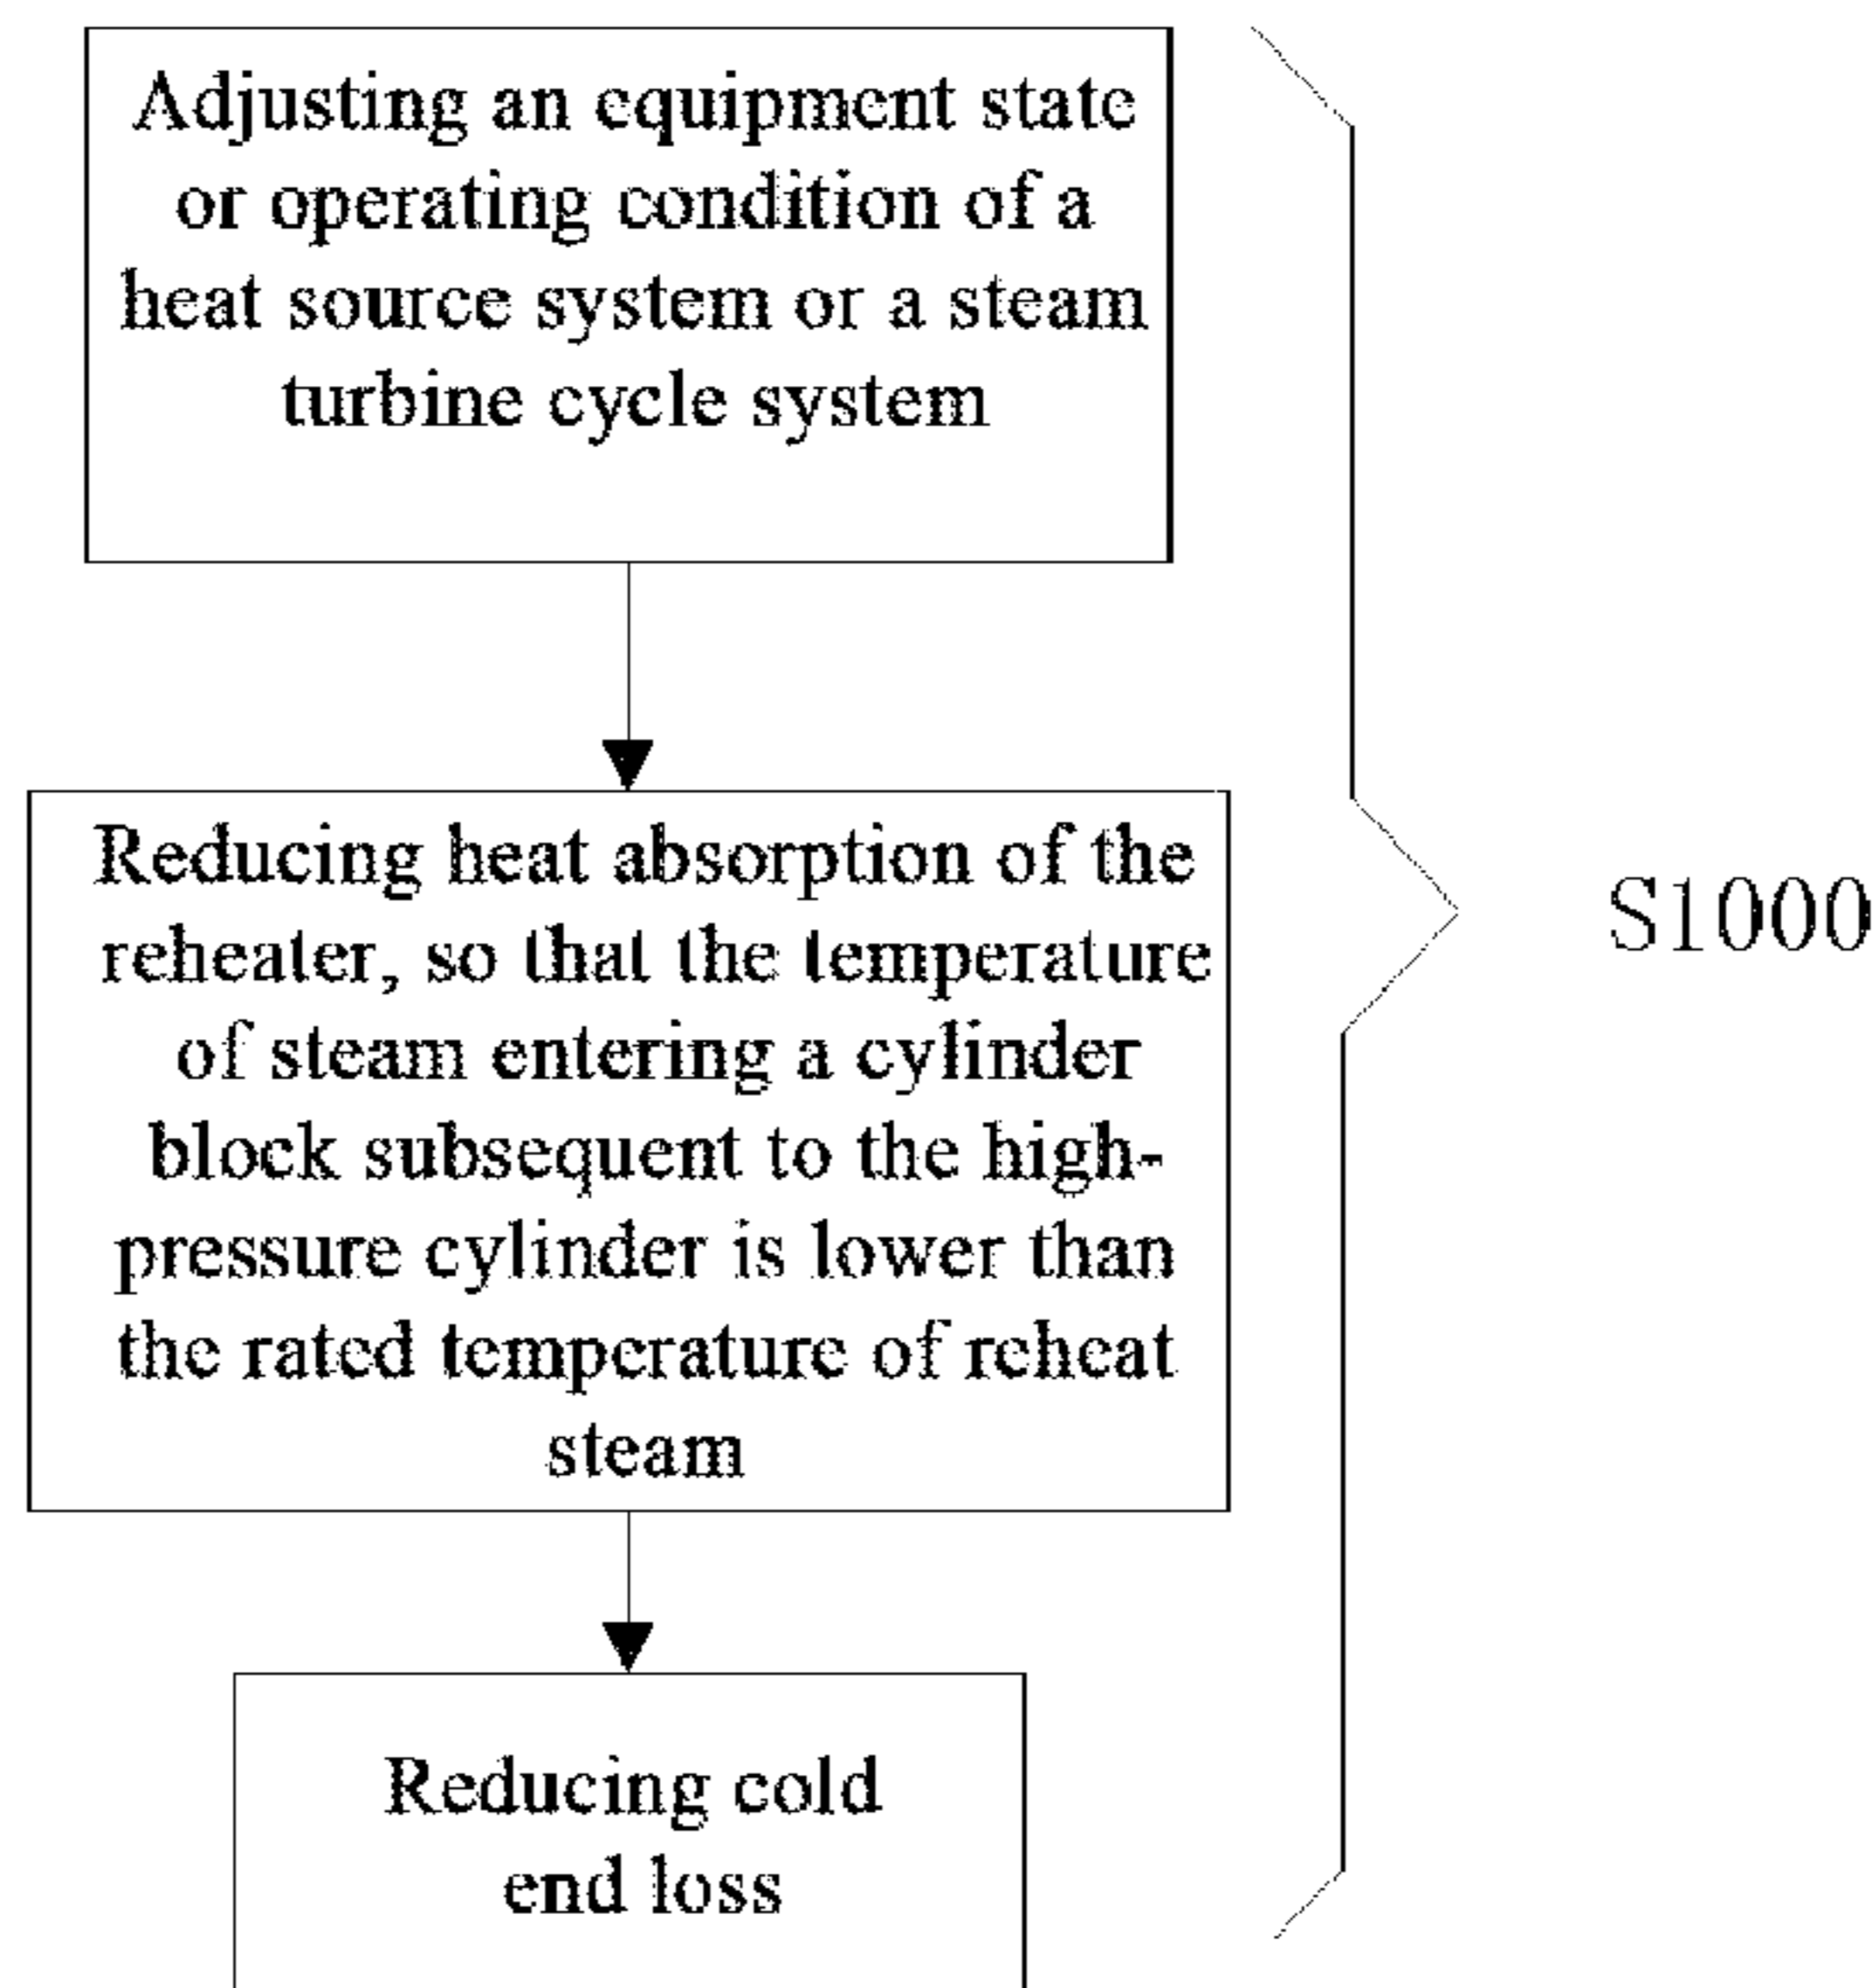 Adjusting an equipment state
or operating condition of a
heat source system or a steam
turbine cycle system
Reducing heat absorption of the
reheater, so that the temperature
of steam entering a cylinder
block subsequent to the high-
pressure cylinder is lower than
the rated temperature of reheat
steam
S1000
Reducing cold
end loss